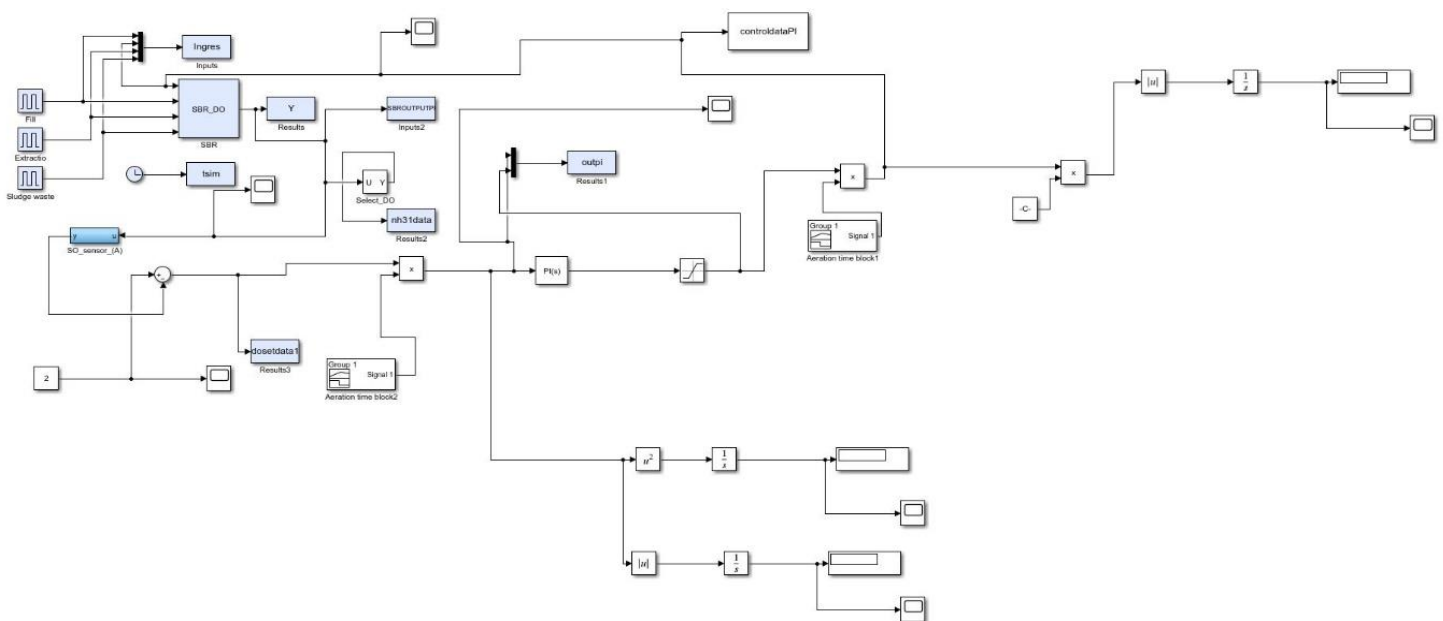 Ingres
Inputs
controldataPI
Fill
SBR_DO
SBR
Y
Results
SBROUTPUTPI
Inputs2
|u|
1
s
Extractio
Sludge waste
tsim
U Y
Select_DO
outpi
Results1
x
x
-C-
nh31data
Results2
Group 1
Signal 1
Aeration time block1
y u
SO_sensor_(A)
+
-
x
PI(s)
dosetdata1
Results3
2
Group 1
Signal 1
Aeration time block2
u²
1
s
|u|
1
s